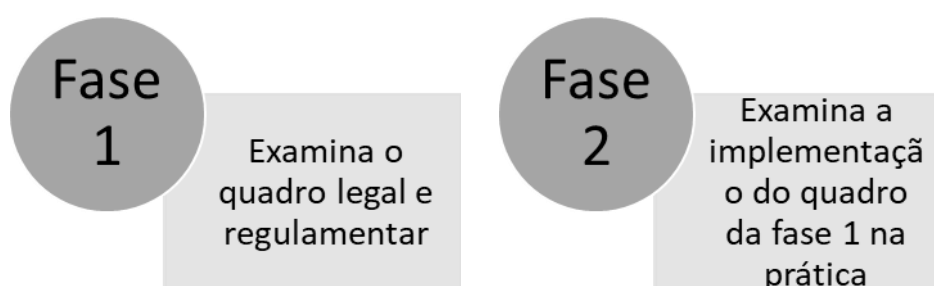 Fase
1
Examina o
quadro legal e
regulamentar
Fase
2
Examina a
implementaçã
o do quadro
da fase 1 na
prática